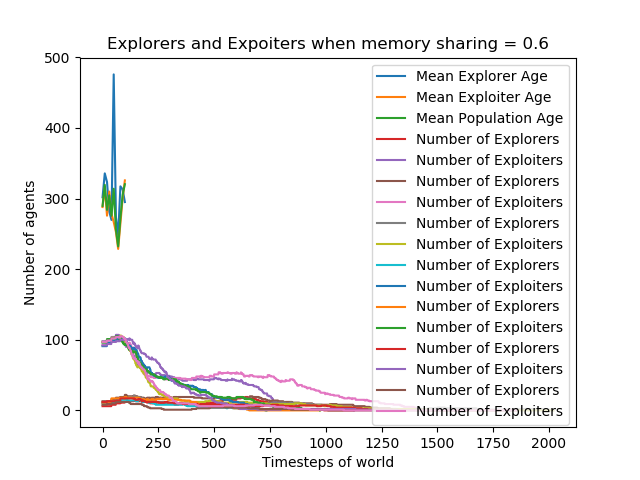 Explorers and Expoiters when memory sharing = 0.6
500
400
300
200
100
0
Number of agents
Mean Explorer Age
Mean Exploiter Age
Mean Population Age
Number of Explorers
Number of Exploiters
Number of Explorers
Number of Exploiters
Number of Explorers
Number of Exploiters
Number of Explorers
Number of Exploiters
Number of Explorers
Number of Exploiters
Number of Explorers
Number of Exploiters
Number of Explorers
Number of Exploiters
0 250 500 750 1000 1250 1500 1750 2000
Timesteps of world